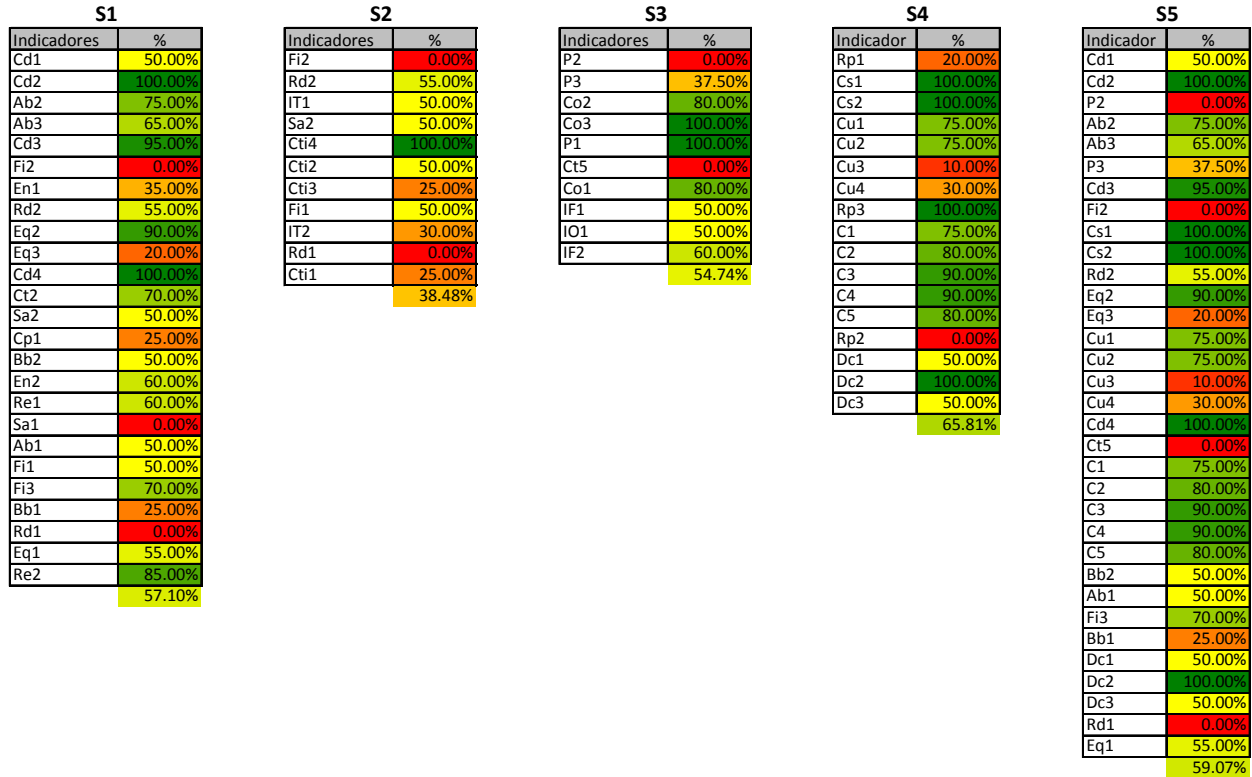 S1
Indicadores %
Cd1 50.00%
Cd2 100.00%
Ab2 75.00%
Ab3 65.00%
Cd3 95.00%
Fi2 0.00%
En1 35.00%
Rd2 55.00%
Eq2 90.00%
Eq3 20.00%
Cd4 100.00%
Ct2 70.00%
Sa2 50.00%
Cp1 25.00%
Bb2 50.00%
En2 60.00%
Re1 60.00%
Sa1 0.00%
Ab1 50.00%
Fi1 50.00%
Fi3 70.00%
Bb1 25.00%
Rd1 0.00%
Eq1 55.00%
Re2 85.00%
57.10%
S2
Indicadores %
Fi2 0.00%
Rd2 55.00%
IT1 50.00%
Sa2 50.00%
Cti4 100.00%
Cti2 50.00%
Cti3 25.00%
Fi1 50.00%
IT2 30.00%
Rd1 0.00%
Cti1 25.00%
38.48%
S3
Indicadores %
P2 0.00%
P3 37.50%
Co2 80.00%
Co3 100.00%
P1 100.00%
Ct5 0.00%
Co1 80.00%
IF1 50.00%
IO1 50.00%
IF2 60.00%
54.74%
S4
Indicador %
Rp1 20.00%
Cs1 100.00%
Cs2 100.00%
Cu1 75.00%
Cu2 75.00%
Cu3 10.00%
Cu4 30.00%
Rp3 100.00%
C1 75.00%
C2 80.00%
C3 90.00%
C4 90.00%
C5 80.00%
Rp2 0.00%
Dc1 50.00%
Dc2 100.00%
Dc3 50.00%
65.81%
S5
Indicador %
Cd1 50.00%
Cd2 100.00%
P2 0.00%
Ab2 75.00%
Ab3 65.00%
P3 37.50%
Cd3 95.00%
Fi2 0.00%
Cs1 100.00%
Cs2 100.00%
Rd2 55.00%
Eq2 90.00%
Eq3 20.00%
Cu1 75.00%
Cu2 75.00%
Cu3 10.00%
Cu4 30.00%
Cd4 100.00%
Ct5 0.00%
C1 75.00%
C2 80.00%
C3 90.00%
C4 90.00%
C5 80.00%
Bb2 50.00%
Ab1 50.00%
Fi3 70.00%
Bb1 25.00%
Dc1 50.00%
Dc2 100.00%
Dc3 50.00%
Rd1 0.00%
Eq1 55.00%
59.07%